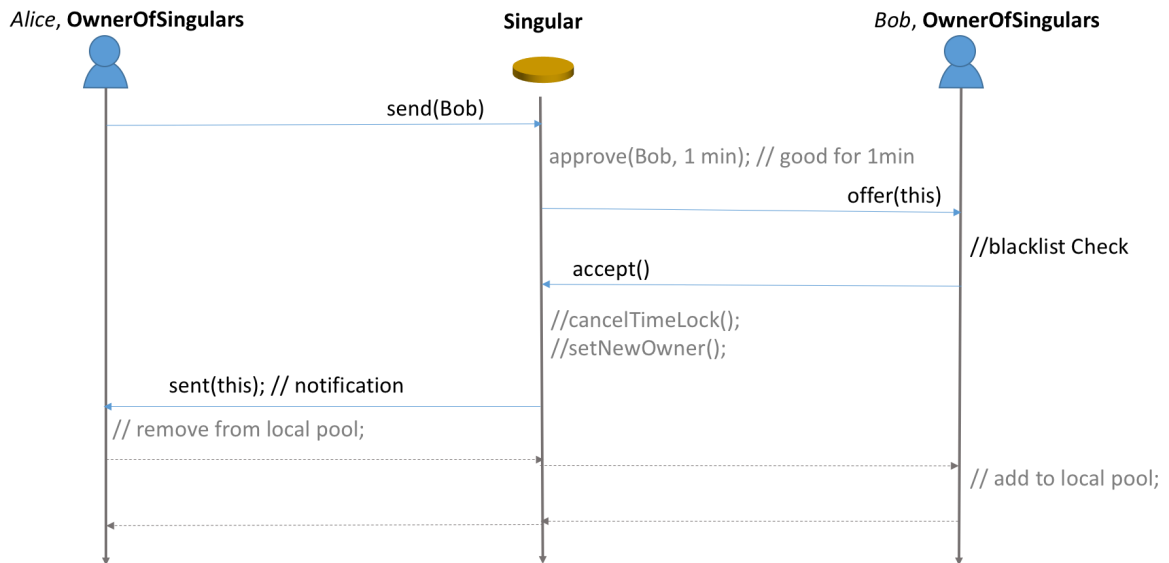 Alice, OwnerOfSingulars
Singular
Bob, OwnerOfSingulars
send(Bob)
approve(Bob, 1 min); // good for 1min
offer(this)
//blacklist Check
accept()
//cancelTimeLock();
//setNewOwner();
sent(this); // notification
// remove from local pool;
// add to local pool;